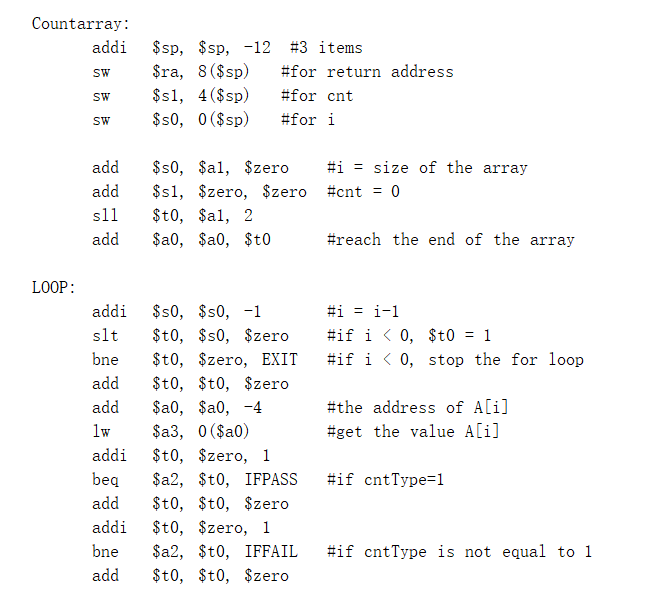 Countarray:
addi $sp, $sp, -12 #3 items
sw $ra, 8($sp) #for return address
sw $s1, 4($sp) #for cnt
sw $s0, 0($sp) #for i
add $s0, $a1, $zero #i = size of the array
add $s1, $zero, $zero #cnt = 0
sll $t0, $a1, 2
add $a0, $a0, $t0 #reach the end of the array
LOOP:
addi $s0, $s0, -1 #i = i-1
slt $t0, $s0, $zero #if i < 0, $t0 = 1
bne $t0, $zero, EXIT #if i < 0, stop the for loop
add $t0, $t0, $zero
add $a0, $a0, -4 #the address of A[i]
lw $a3, 0($a0) #get the value A[i]
addi $t0, $zero, 1
beq $a2, $t0, IFPASS #if cntType=1
add $t0, $t0, $zero
addi $t0, $zero, 1
bne $a2, $t0, IFFAIL #if cntType is not equal to 1
add $t0, $t0, $zero